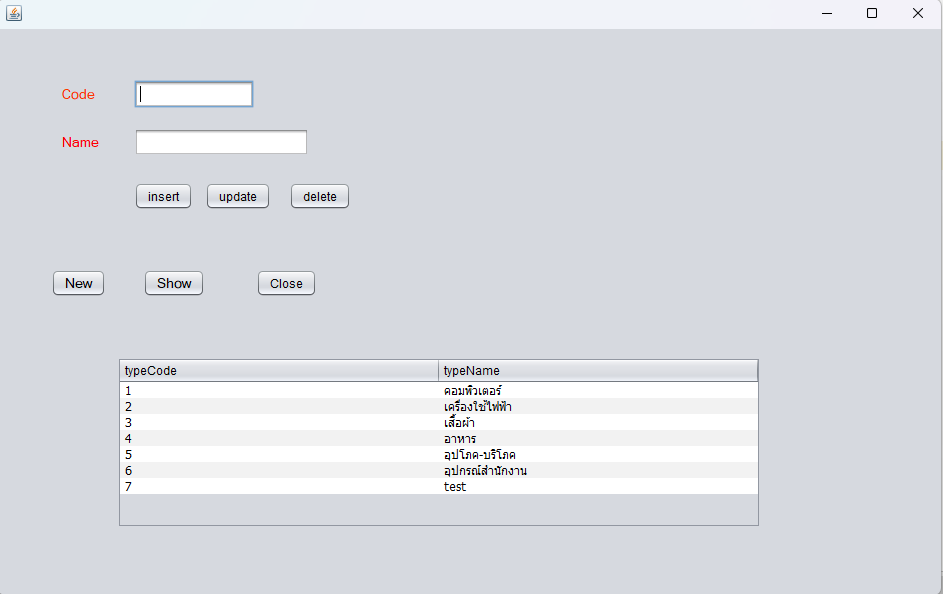 Code
Name
insert update delete
New Show Close
typeCode typeName
1 คอมพิวเตอร์
2 เครื่องใช้ไฟฟ้า
3 เสื้อผ้า
4 อาหาร
5 อุปโภค-บริโภค
6 อุปกรณ์สำนักงาน
7 test